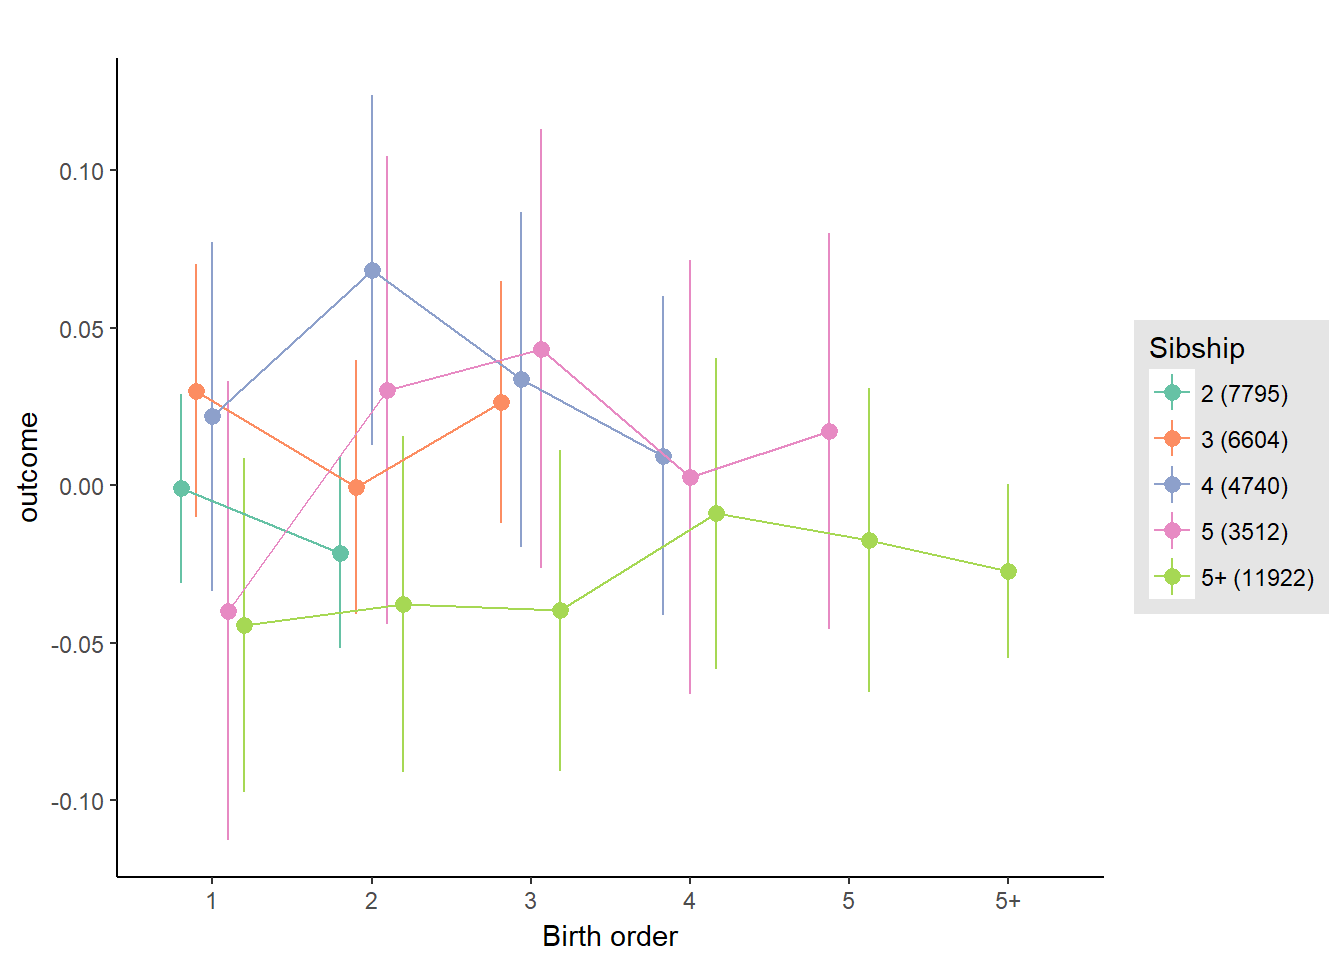 0.10
0.05
0.00
-0.05
-0.10
outcome
1 2 3 4 5 5+
Birth order
Sibship
2 (7795)
3 (6604)
4 (4740)
5 (3512)
5+ (11922)